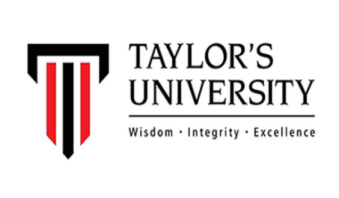 TAYLOR'S
UNIVERSITY
Wisdom · Integrity · Excellence